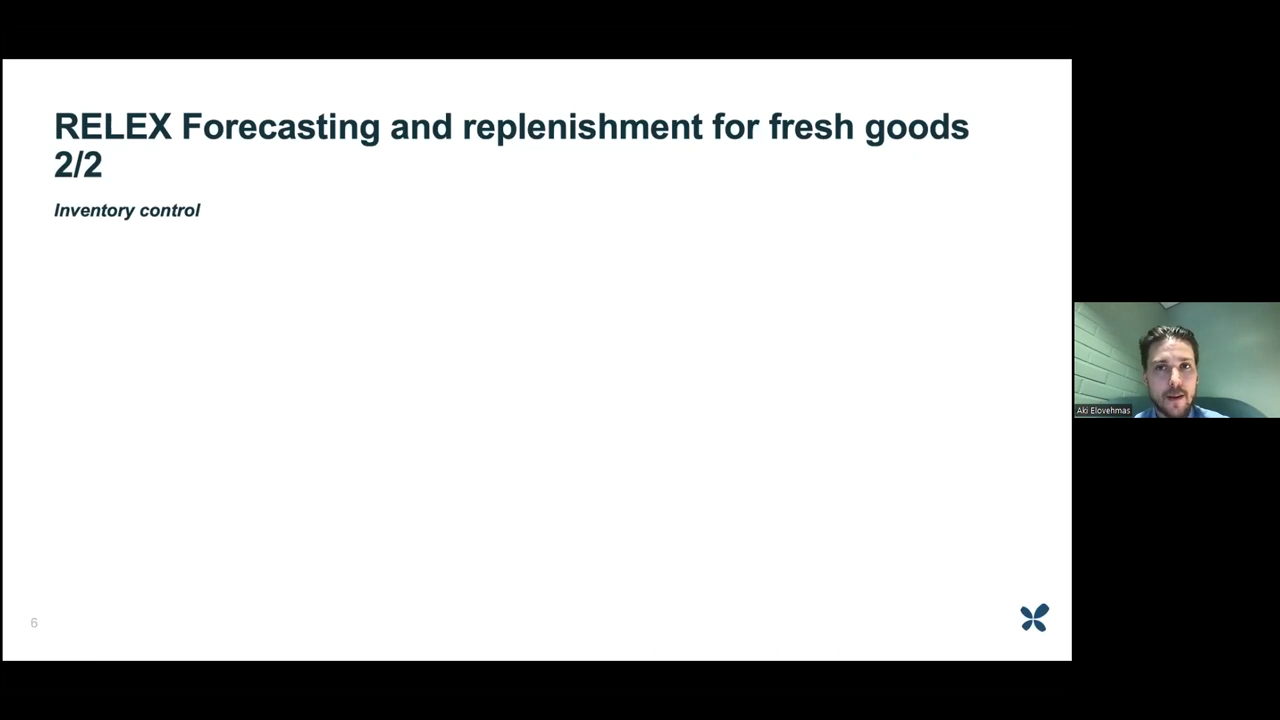 RELEX Forecasting and replenishment for fresh goods
2/2
Inventory control
Aki Elovehmas
6